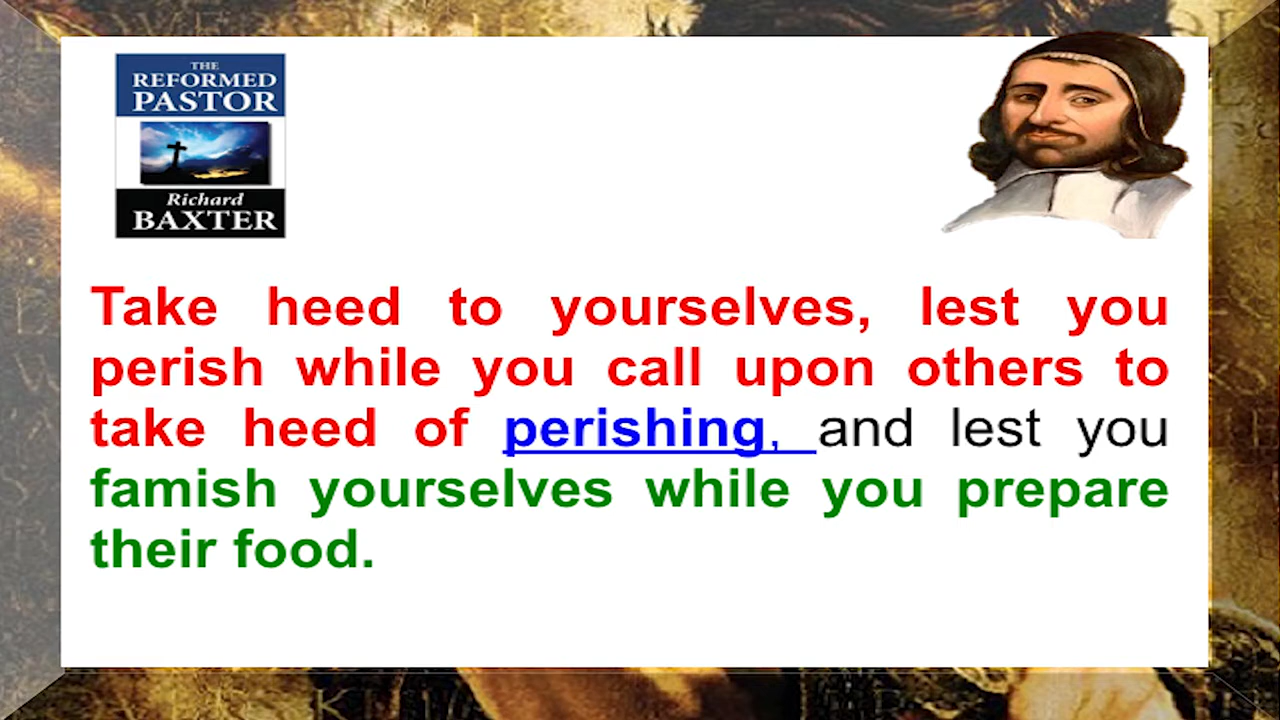 THE
REFORMED
PASTOR
Richard
BAXTER
Take heed to yourselves, lest you
perish while you call upon others to
take heed of perishing, and lest you
famish yourselves while you prepare
their food.